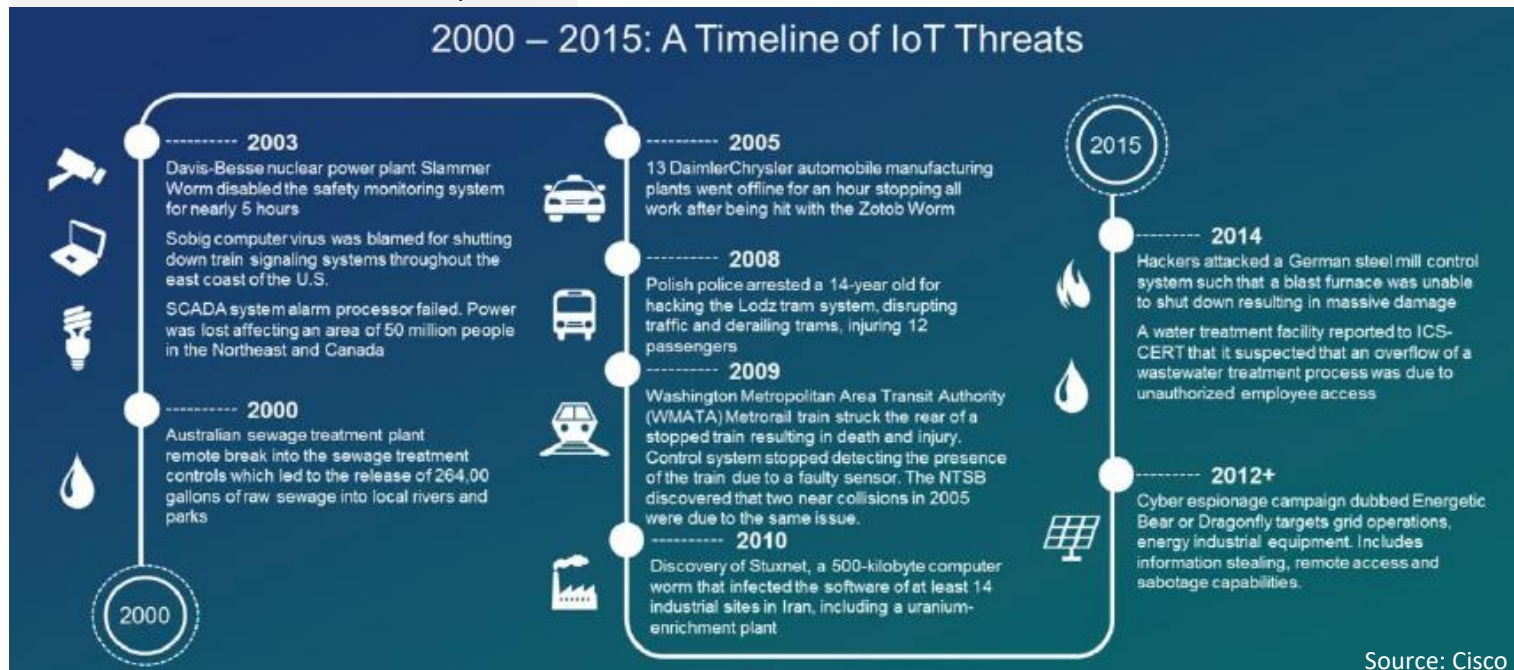 2000 – 2015: A Timeline of IoT Threats
---------- 2003
Davis-Besse nuclear power plant Slammer
Worm disabled the safety monitoring system
for nearly 5 hours
Sobig computer virus was blamed for shutting
down train signaling systems throughout the
east coast of the U.S.
SCADA system alarm processor failed. Power
was lost affecting an area of 50 million people
in the Northeast and Canada
---------- 2000
Australian sewage treatment plant
remote break into the sewage treatment
controls which led to the release of 264,00
gallons of raw sewage into local rivers and
parks
2000
---------- 2005
13 DaimlerChrysler automobile manufacturing
plants went offline for an hour stopping all
work after being hit with the Zotob Worm
---------- 2008
Polish police arrested a 14-year old for
hacking the Lodz tram system, disrupting
traffic and derailing trams, injuring 12
passengers
---------- 2009
Washington Metropolitan Area Transit Authority
(WMATA) Metrorail train struck the rear of a
stopped train resulting in death and injury.
Control system stopped detecting the presence
of the train due to a faulty sensor. The NTSB
discovered that two near collisions in 2005
were due to the same issue.
---------- 2010
Discovery of Stuxnet, a 500-kilobyte computer
worm that infected the software of at least 14
industrial sites in Iran, including a uranium-
enrichment plant
2015
--------- 2014
Hackers attacked a German steel mill control
system such that a blast furnace was unable
to shut down resulting in massive damage
A water treatment facility reported to ICS-
CERT that it suspected that an overflow of a
wastewater treatment process was due to
unauthorized employee access
--------- 2012+
Cyber espionage campaign dubbed Energetic
Bear or Dragonfly targets grid operations,
energy industrial equipment. Includes
information stealing, remote access and
sabotage capabilities.
Source: Cisco